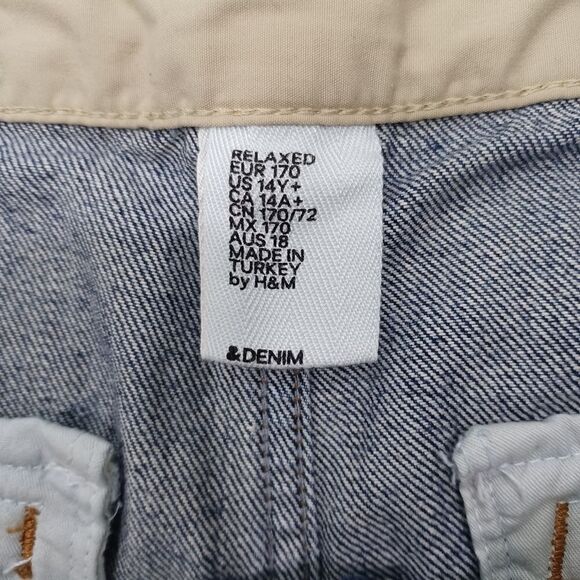 RELAXED
EUR 170
US 14Y+
CA 14A+
CN 170/72
MX 170
AUS 18
MADE IN
TURKEY
by H&M
&DENIM